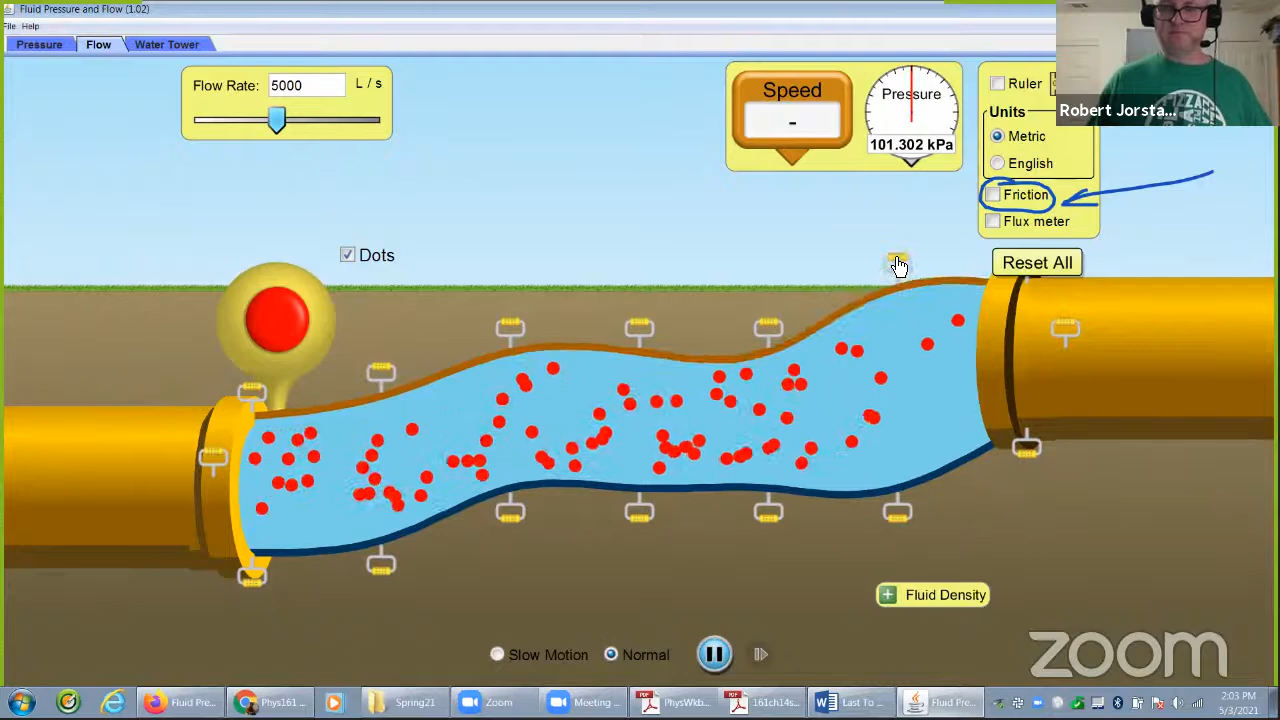 Fluid Pressure and Flow (1.02)
File Help
Pressure Flow Water Tower
Flow Rate: 5000 L / s
Speed
-
Pressure
101.302 kPa
Ruler
Units
Metric
English
Friction
Flux meter
Reset All
Robert Jorsta...
Dots
Fluid Density
Slow Motion Normal
zoom
Fluid Pre... Phys161 ... Spring21 Zoom Meeting ... PhysWkb... 161ch14s... Last To ... Fluid Pre...
2:03 PM
5/3/2021